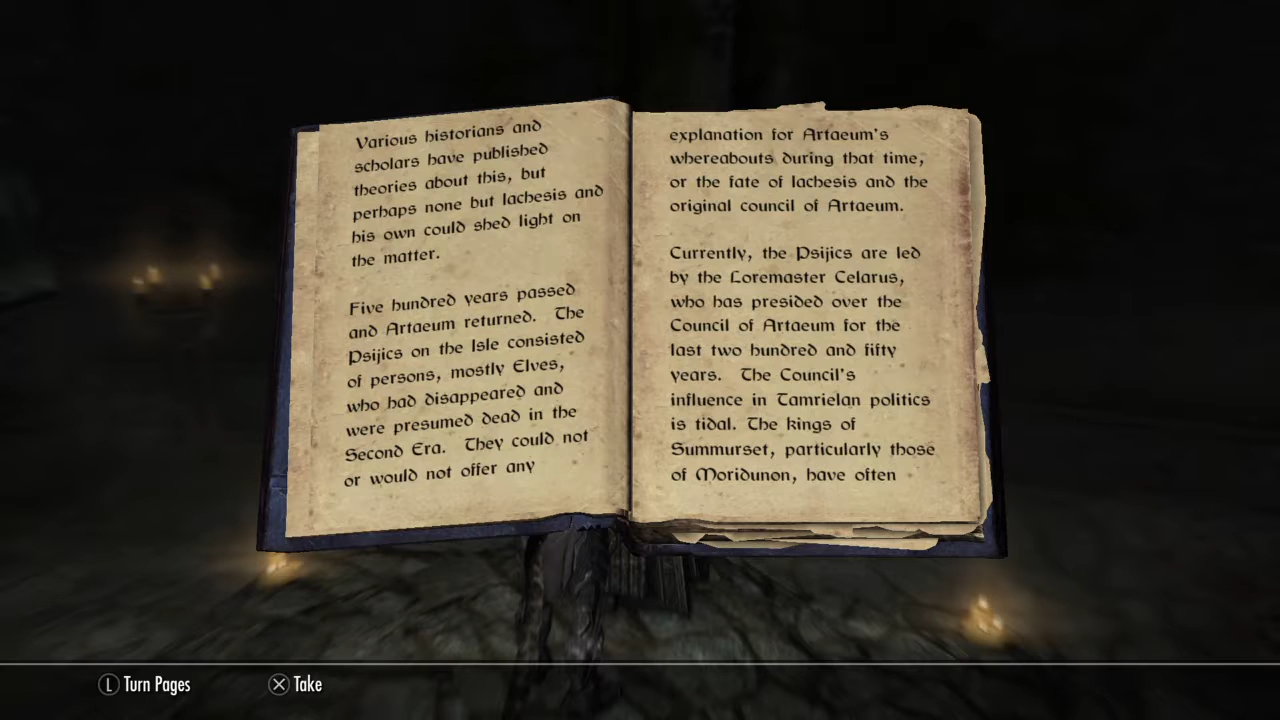 Various historians and
scholars have published
theories about this, but
perhaps none but Iachesis and
his own could shed light on
the matter.
Five hundred years passed
and Artaeum returned.  The
Psijics on the Isle consisted
of persons, mostly Elves,
who had disappeared and
were presumed dead in the
Second Era.  They could not
or would not offer any
explanation for Artaeum's
whereabouts during that time,
or the fate of Iachesis and the
original council of Artaeum.
Currently, the Psijics are led
by the Loremaster Celarus,
who has presided over the
Council of Artaeum for the
last two hundred and fifty
years.  The Council's
influence in Tamrielan politics
is tidal. The kings of
Summurset, particularly those
of Moridunon, have often
L Turn Pages
X Take